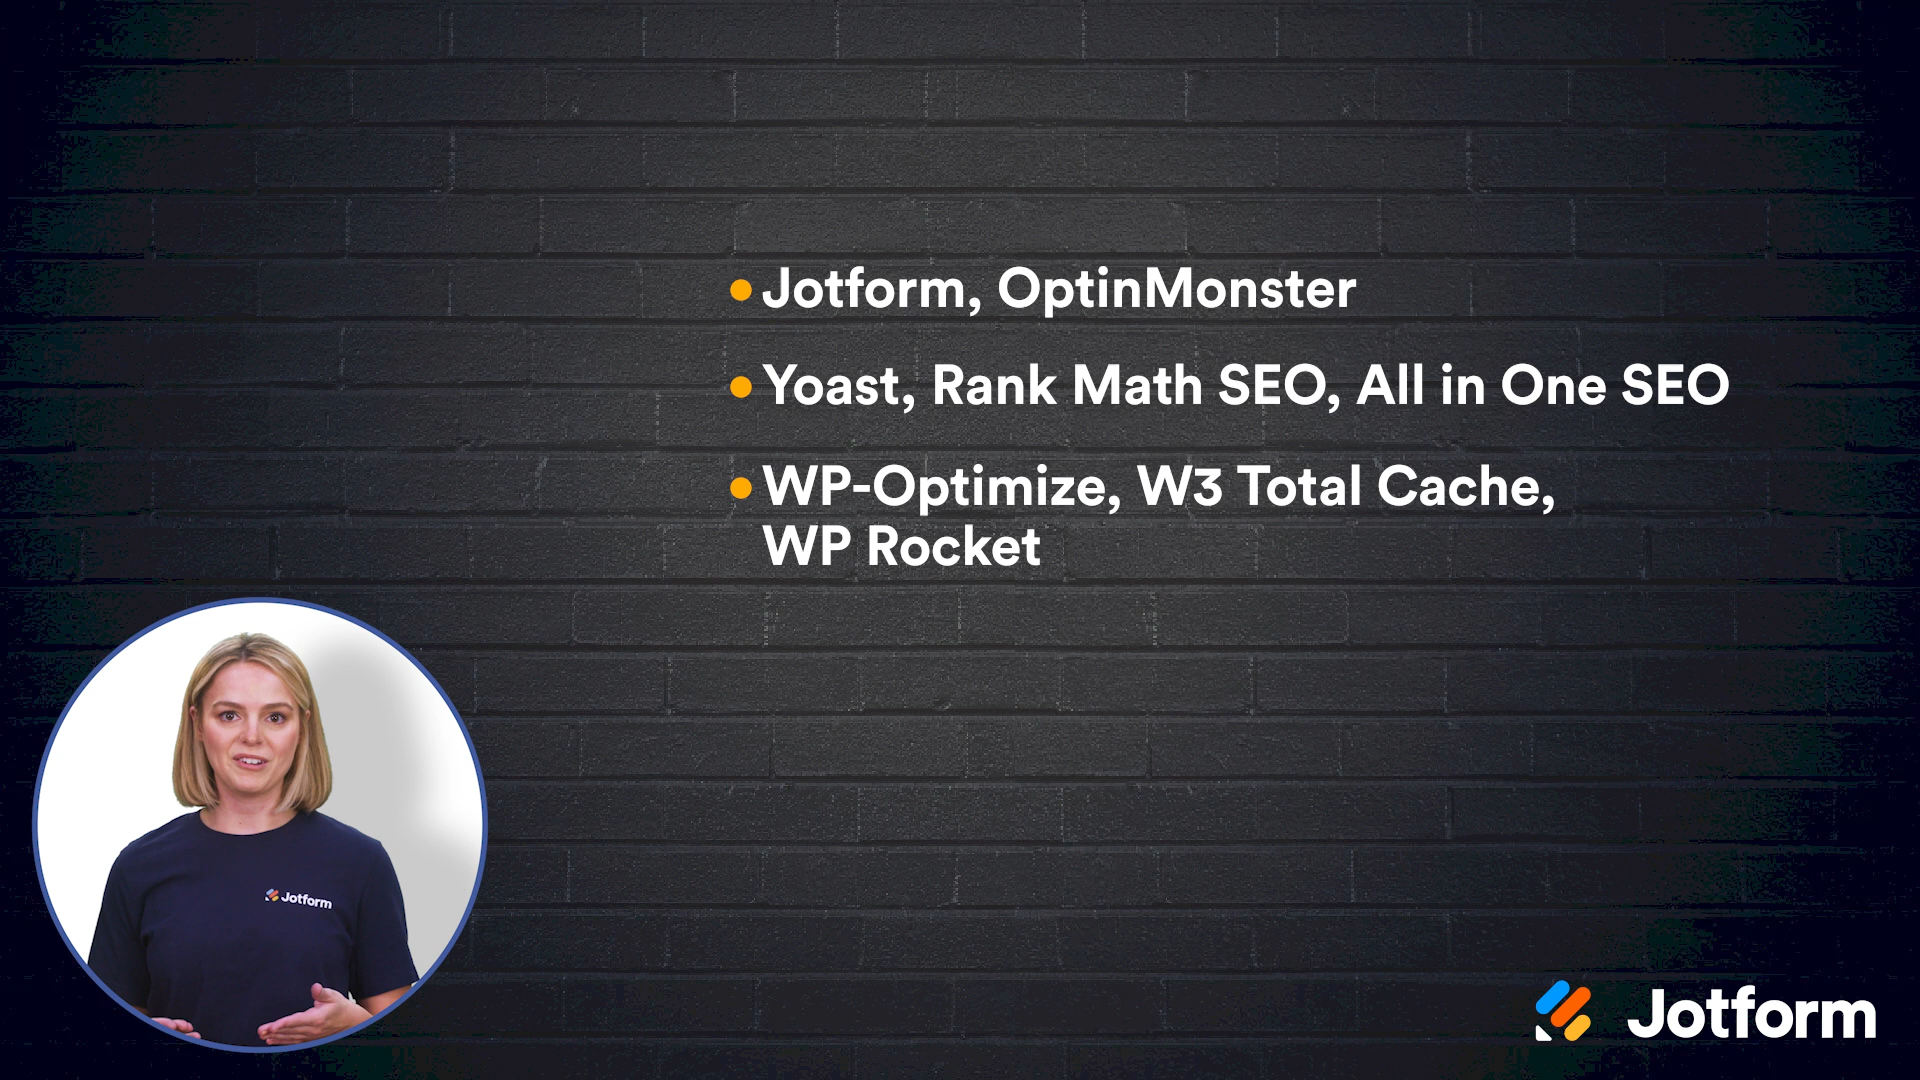 • Jotform, OptinMonster
• Yoast, Rank Math SEO, All in One SEO
• WP-Optimize, W3 Total Cache,
WP Rocket
Jotform
Jotform